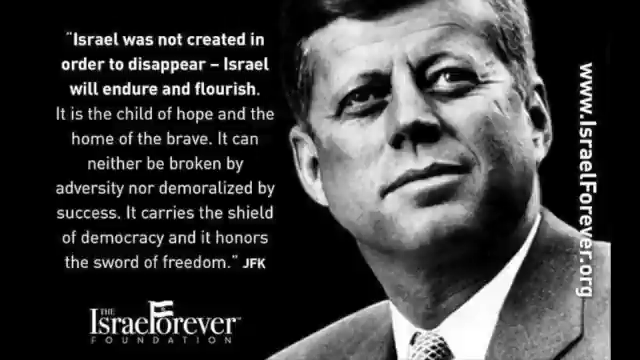 "Israel was not created in
order to disappear – Israel
will endure and flourish.
It is the child of hope and the
home of the brave. It can
neither be broken by
adversity nor demoralized by
success. It carries the shield
of democracy and it honors
the sword of freedom." JFK
THE
IsraelForever™
FOUNDATION
www.IsraelForever.org